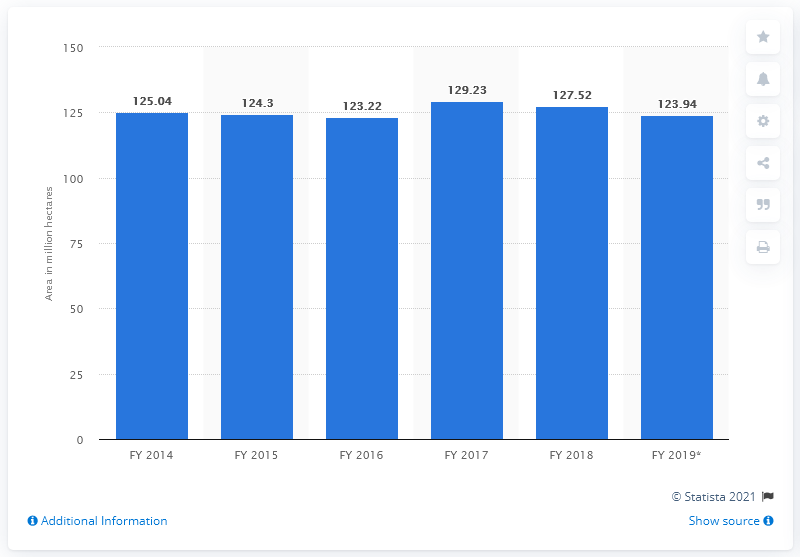 150
125
100
75
50
25
0
Area in million hectares
125.04
124.3
123.22
129.23
127.52
123.94
FY 2014
FY 2015
FY 2016
FY 2017
FY 2018
FY 2019*
© Statista 2021
Additional Information
Show source